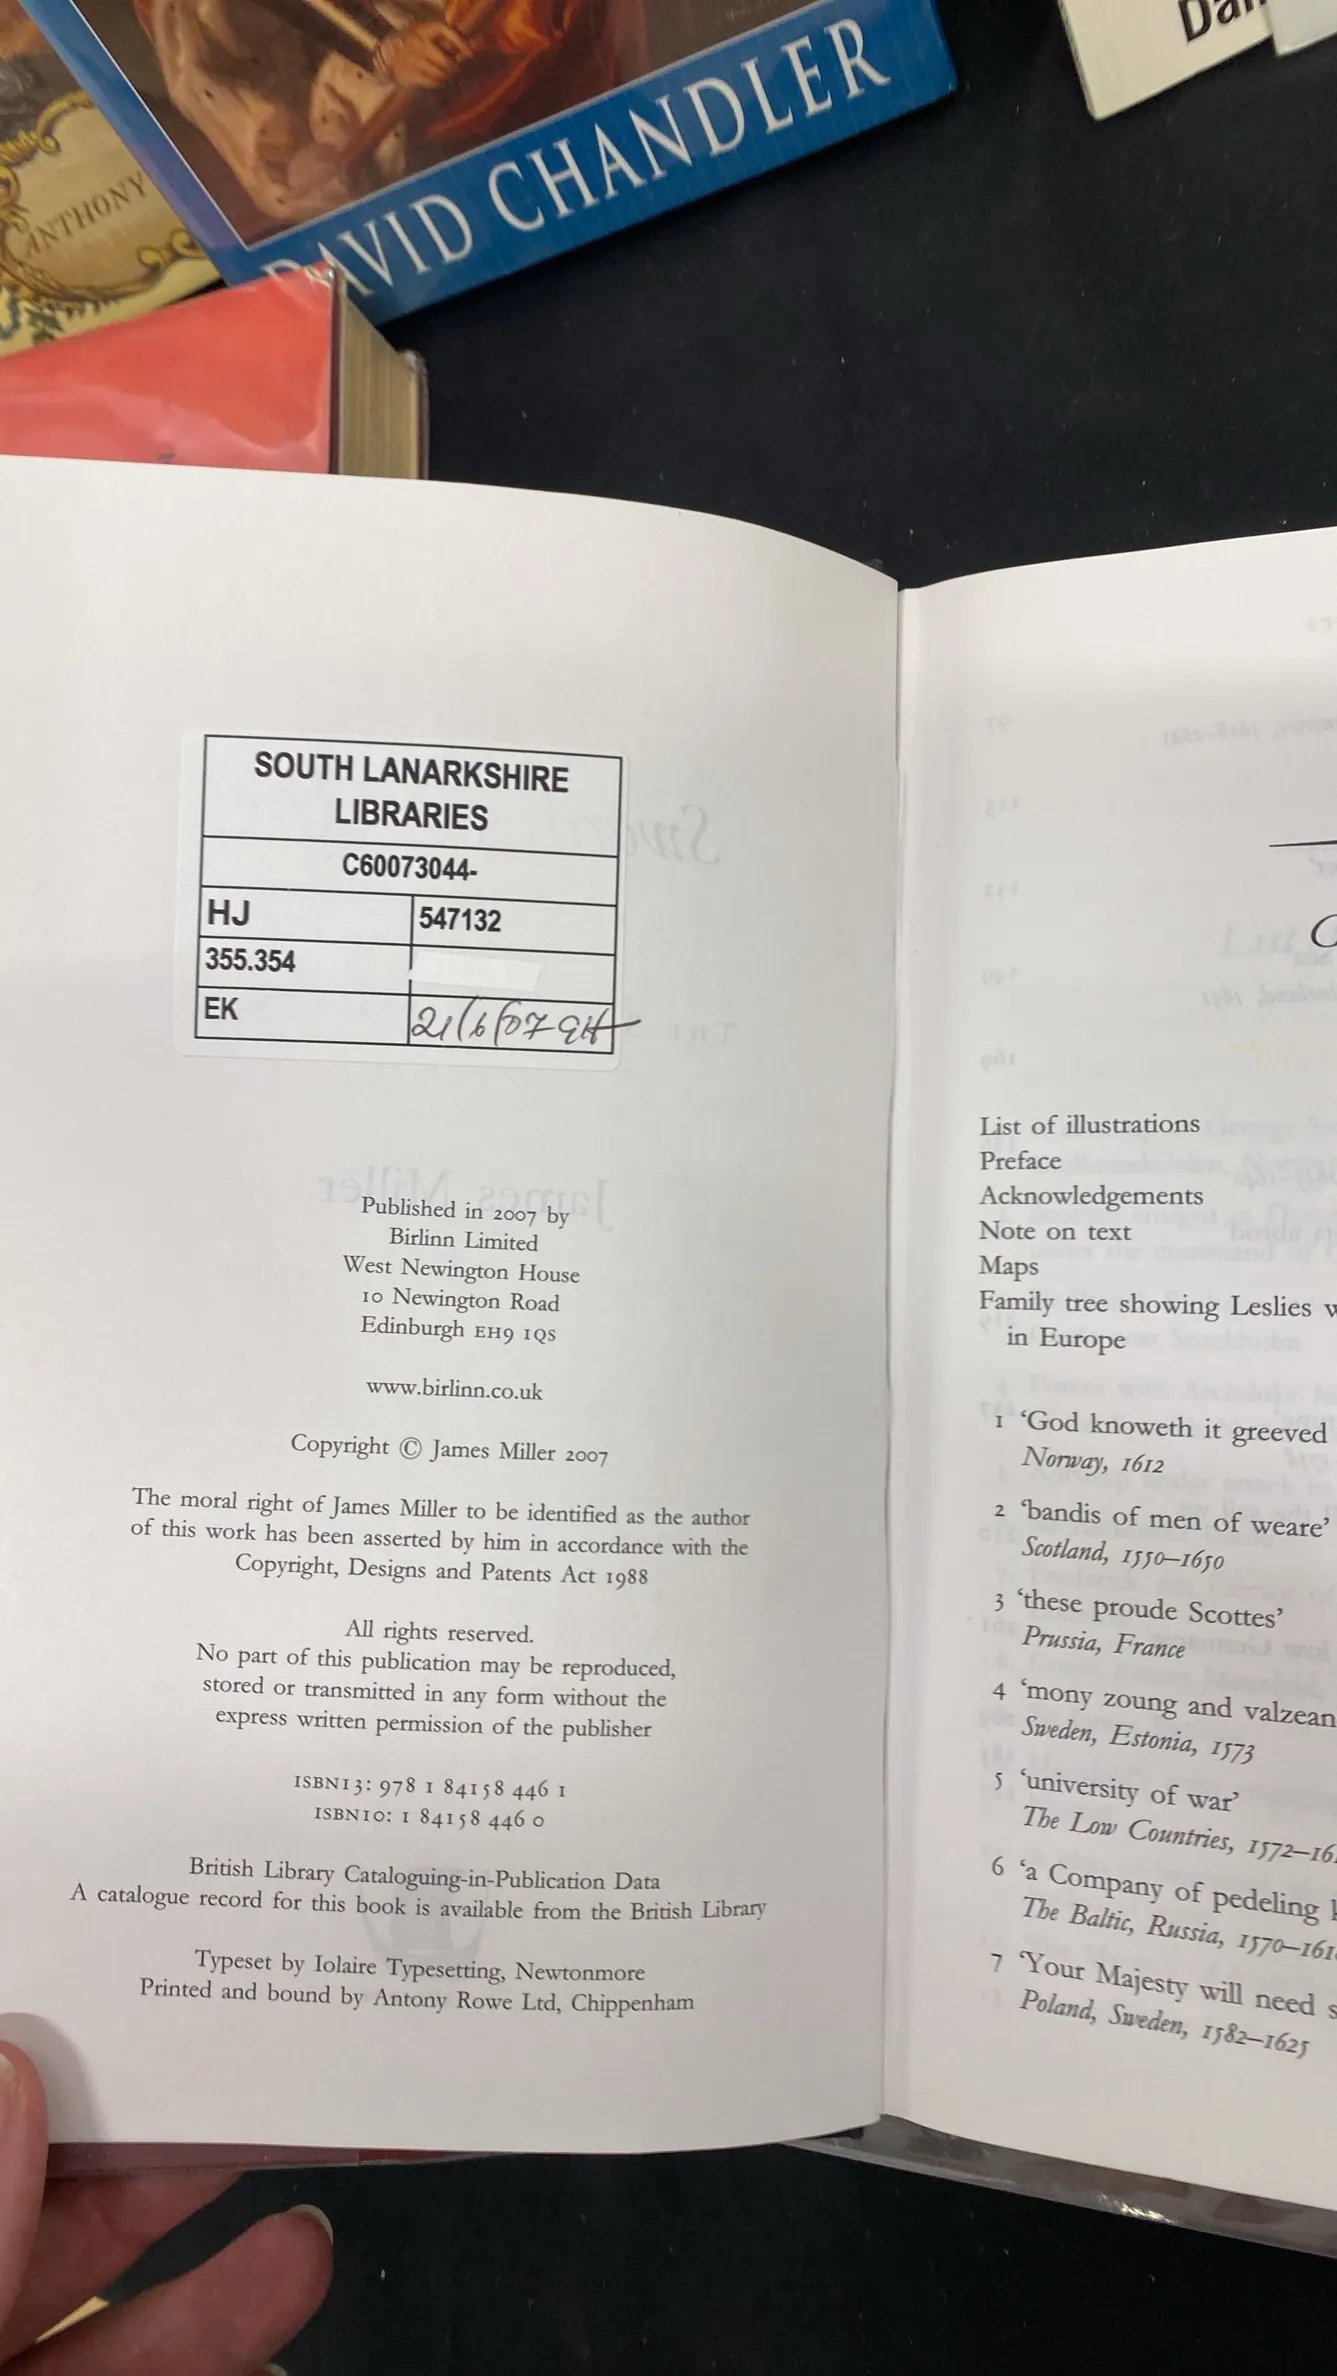 ANTHONY
DAVID CHANDLER
SOUTH LANARKSHIRE
LIBRARIES
C60073044-
HJ 547132
355.354
EK 21/6/07 GH
Published in 2007 by
Birlinn Limited
West Newington House
10 Newington Road
Edinburgh EH9 1QS
www.birlinn.co.uk
Copyright © James Miller 2007
The moral right of James Miller to be identified as the author
of this work has been asserted by him in accordance with the
Copyright, Designs and Patents Act 1988
All rights reserved.
No part of this publication may be reproduced,
stored or transmitted in any form without the
express written permission of the publisher
ISBN13: 978 1 84158 446 1
ISBN10: 1 84158 446 0
British Library Cataloguing-in-Publication Data
A catalogue record for this book is available from the British Library
Typeset by Iolaire Typesetting, Newtonmore
Printed and bound by Antony Rowe Ltd, Chippenham
List of illustrations
Preface
Acknowledgements
Note on text
Maps
Family tree showing Leslies w
in Europe
1 ‘God knoweth it greeved
Norway, 1612
2 ‘bandis of men of weare’
Scotland, 1550–1650
3 ‘these proude Scottes’
Prussia, France
4 ‘mony zoung and valzean
Sweden, Estonia, 1573
5 ‘university of war’
The Low Countries, 1572–16
6 ‘a Company of pedeling
The Baltic, Russia, 1570–161
7 ‘Your Majesty will need s
Poland, Sweden, 1582–1625